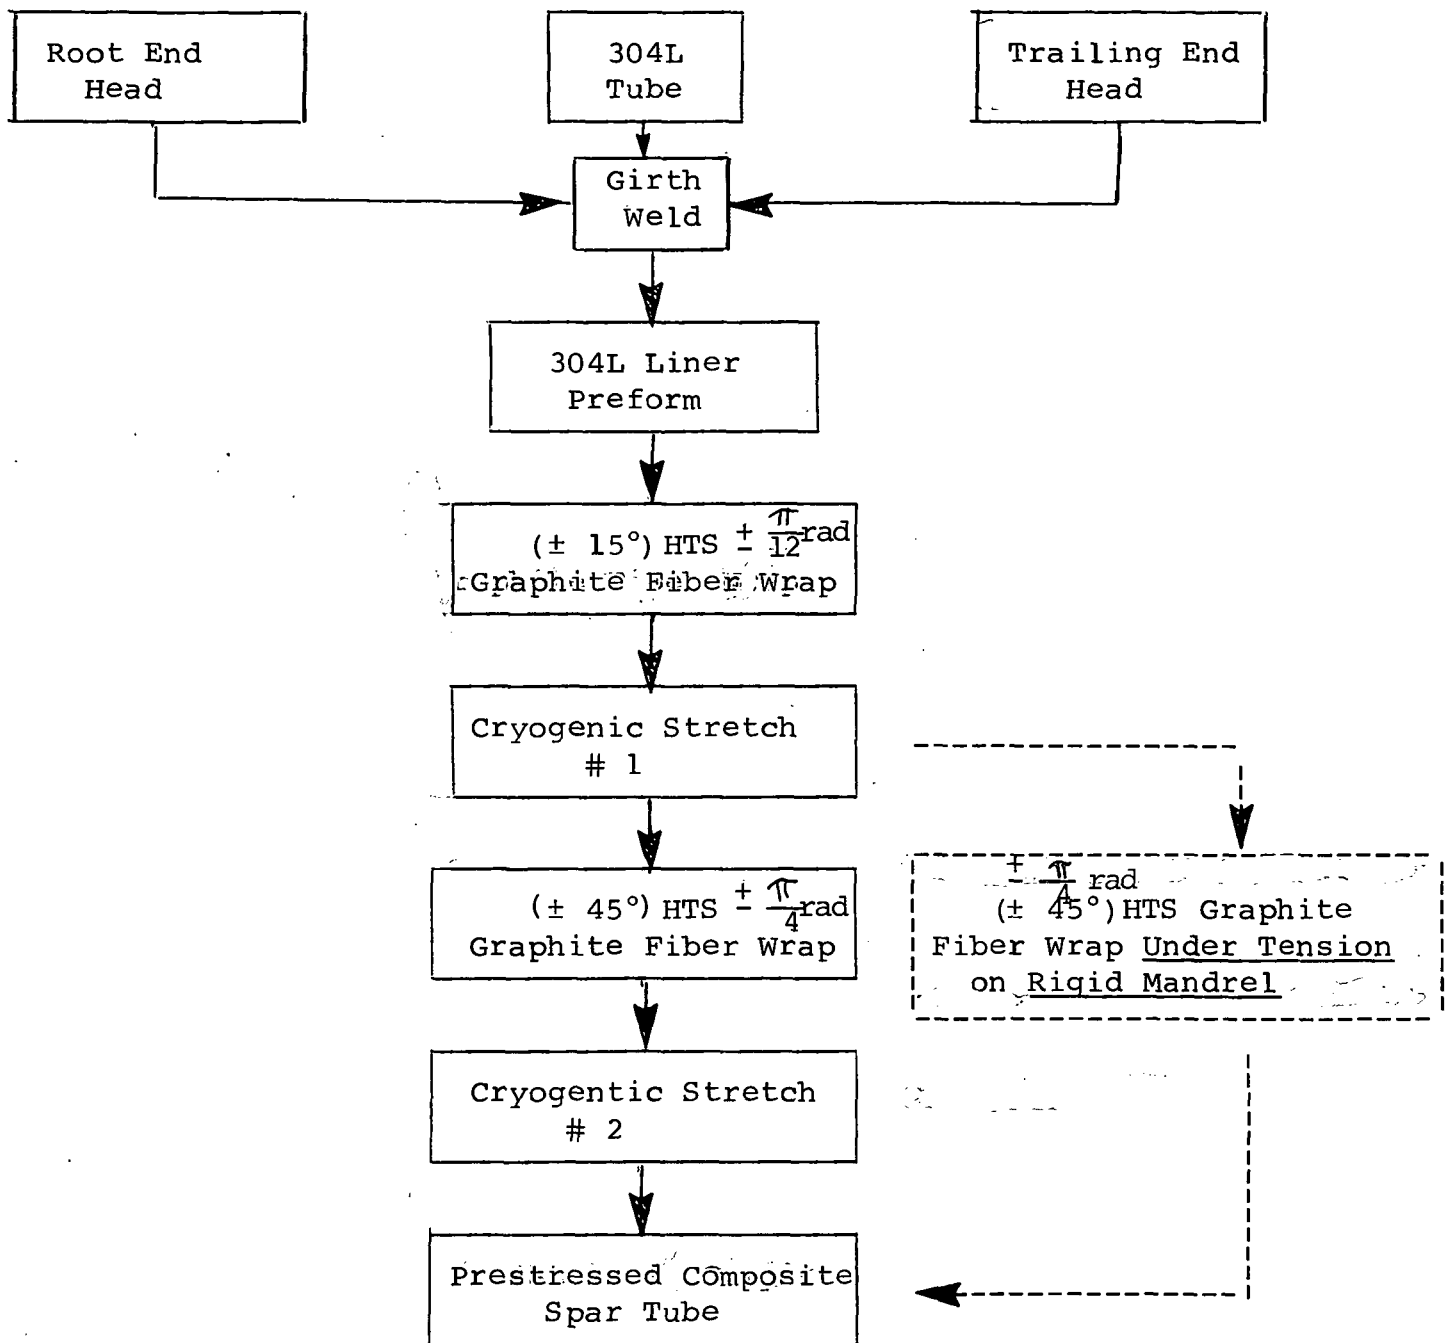 Root End
Head
304L
Tube
Trailing End
Head
Girth
Weld
304L Liner
Preform
(± 15°) HTS ± π/12 rad
Graphite Fiber Wrap
Cryogenic Stretch
# 1
(± 45°) HTS ± π/4 rad
Graphite Fiber Wrap
± π/4 rad
(± 45°) HTS Graphite
Fiber Wrap Under Tension
on Rigid Mandrel
Cryogentic Stretch
# 2
Prestressed Composite
Spar Tube